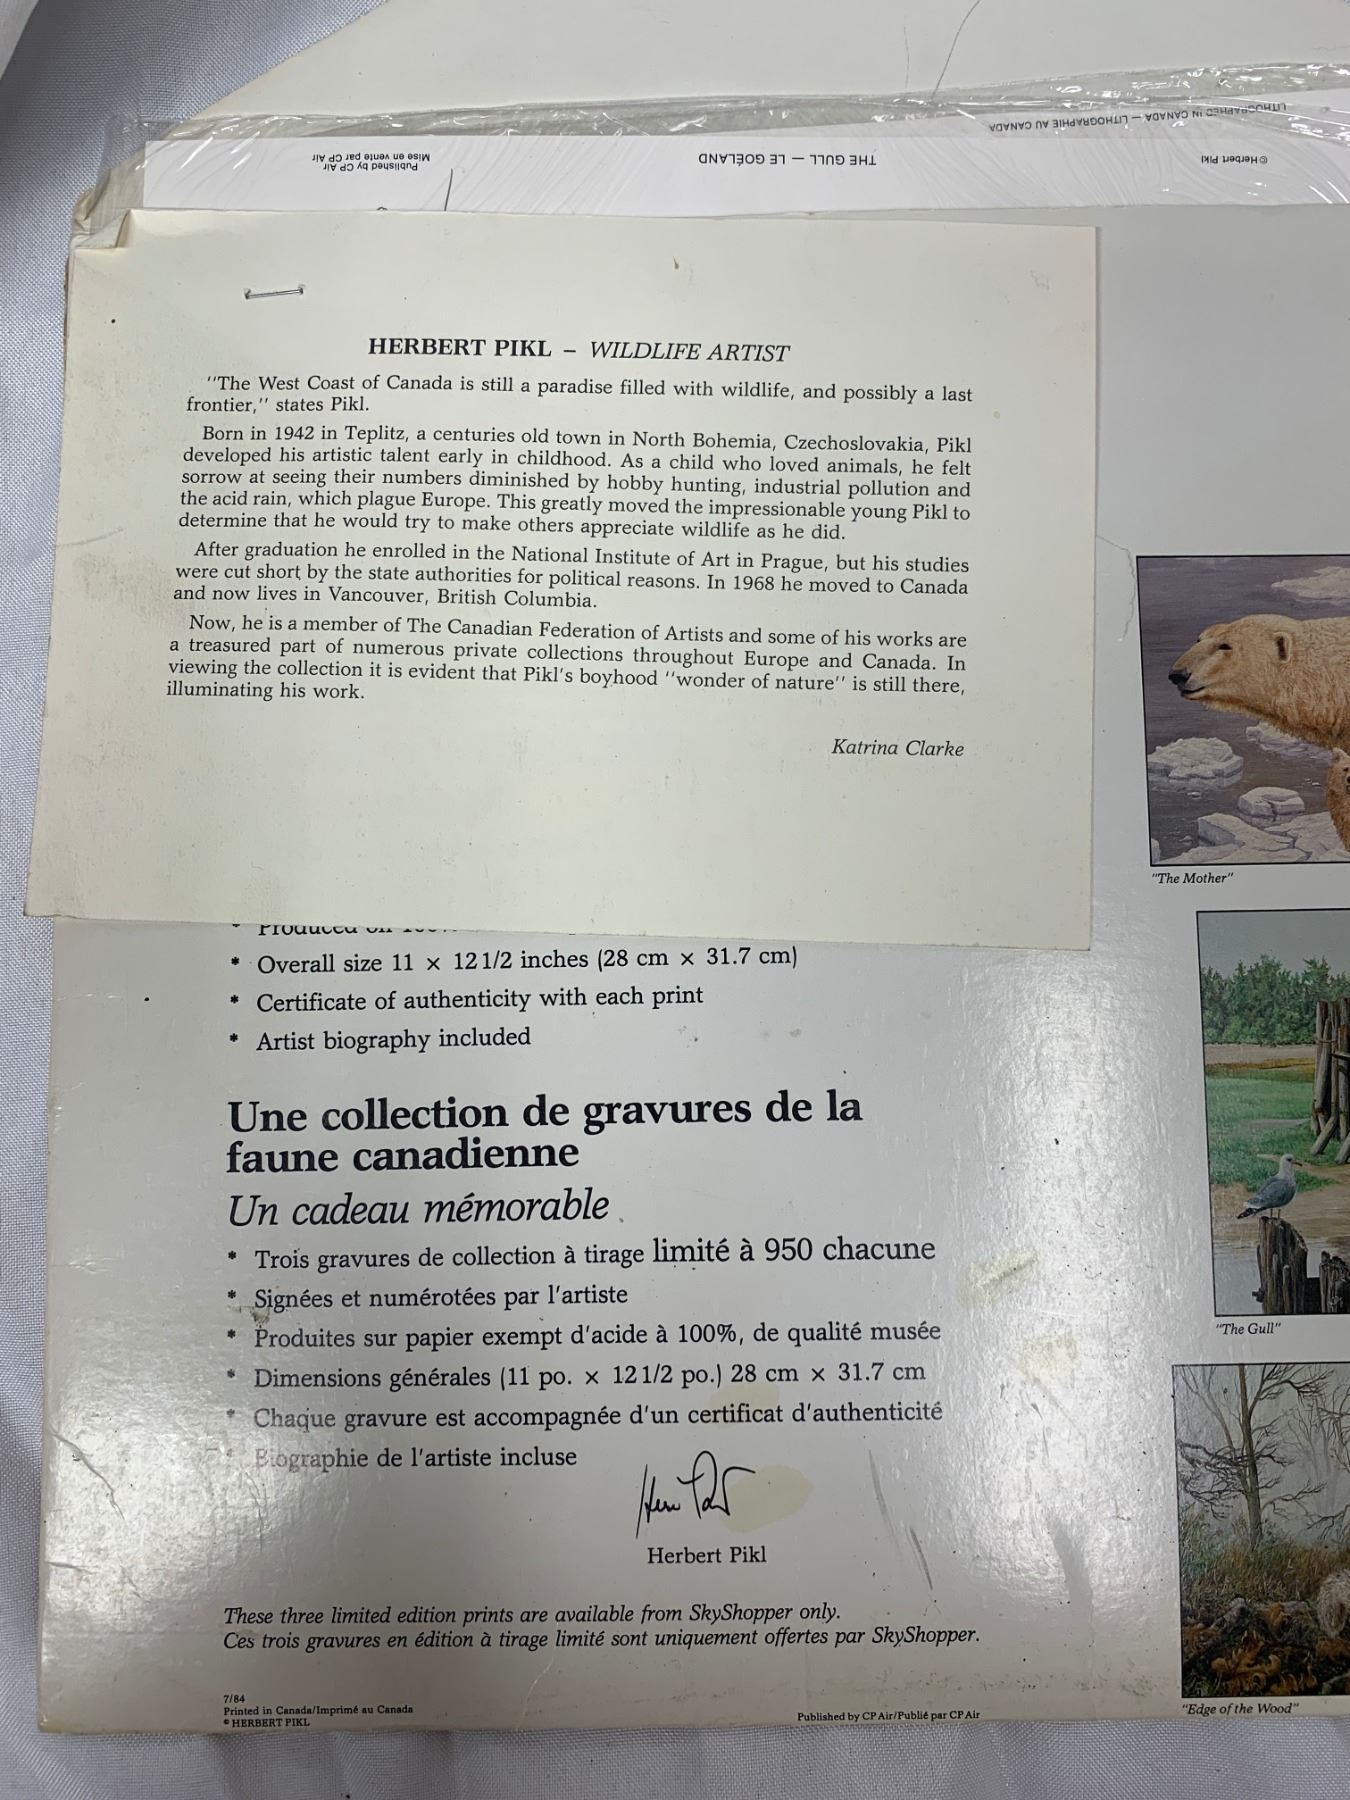 LITHOGRAPHED IN CANADA — LITHOGRAPHIE AU CANADA
© Herbert Pikl
THE GULL — LE GOÉLAND
Published by CP Air
Mise en vente par CP Air
HERBERT PIKL – WILDLIFE ARTIST
"The West Coast of Canada is still a paradise filled with wildlife, and possibly a last
frontier," states Pikl.
Born in 1942 in Teplitz, a centuries old town in North Bohemia, Czechoslovakia, Pikl
developed his artistic talent early in childhood. As a child who loved animals, he felt
sorrow at seeing their numbers diminished by hobby hunting, industrial pollution and
the acid rain, which plague Europe. This greatly moved the impressionable young Pikl to
determine that he would try to make others appreciate wildlife as he did.
After graduation he enrolled in the National Institute of Art in Prague, but his studies
were cut short by the state authorities for political reasons. In 1968 he moved to Canada
and now lives in Vancouver, British Columbia.
Now, he is a member of The Canadian Federation of Artists and some of his works are
a treasured part of numerous private collections throughout Europe and Canada. In
viewing the collection it is evident that Pikl's boyhood "wonder of nature" is still there,
illuminating his work.
Katrina Clarke
* Produced on 100%
* Overall size 11 × 12 1/2 inches (28 cm × 31.7 cm)
* Certificate of authenticity with each print
* Artist biography included
Une collection de gravures de la
faune canadienne
Un cadeau mémorable
* Trois gravures de collection à tirage limité à 950 chacune
* Signées et numérotées par l'artiste
* Produites sur papier exempt d'acide à 100%, de qualité musée
* Dimensions générales (11 po. × 12 1/2 po.) 28 cm × 31.7 cm
* Chaque gravure est accompagnée d'un certificat d'authenticité
* Biographie de l'artiste incluse
Herbert Pikl
These three limited edition prints are available from SkyShopper only.
Ces trois gravures en édition à tirage limité sont uniquement offertes par SkyShopper.
7/84
Printed in Canada/Imprimé au Canada
© HERBERT PIKL
Published by CP Air/Publié par CP Air
"The Mother"
"The Gull"
"Edge of the Wood"